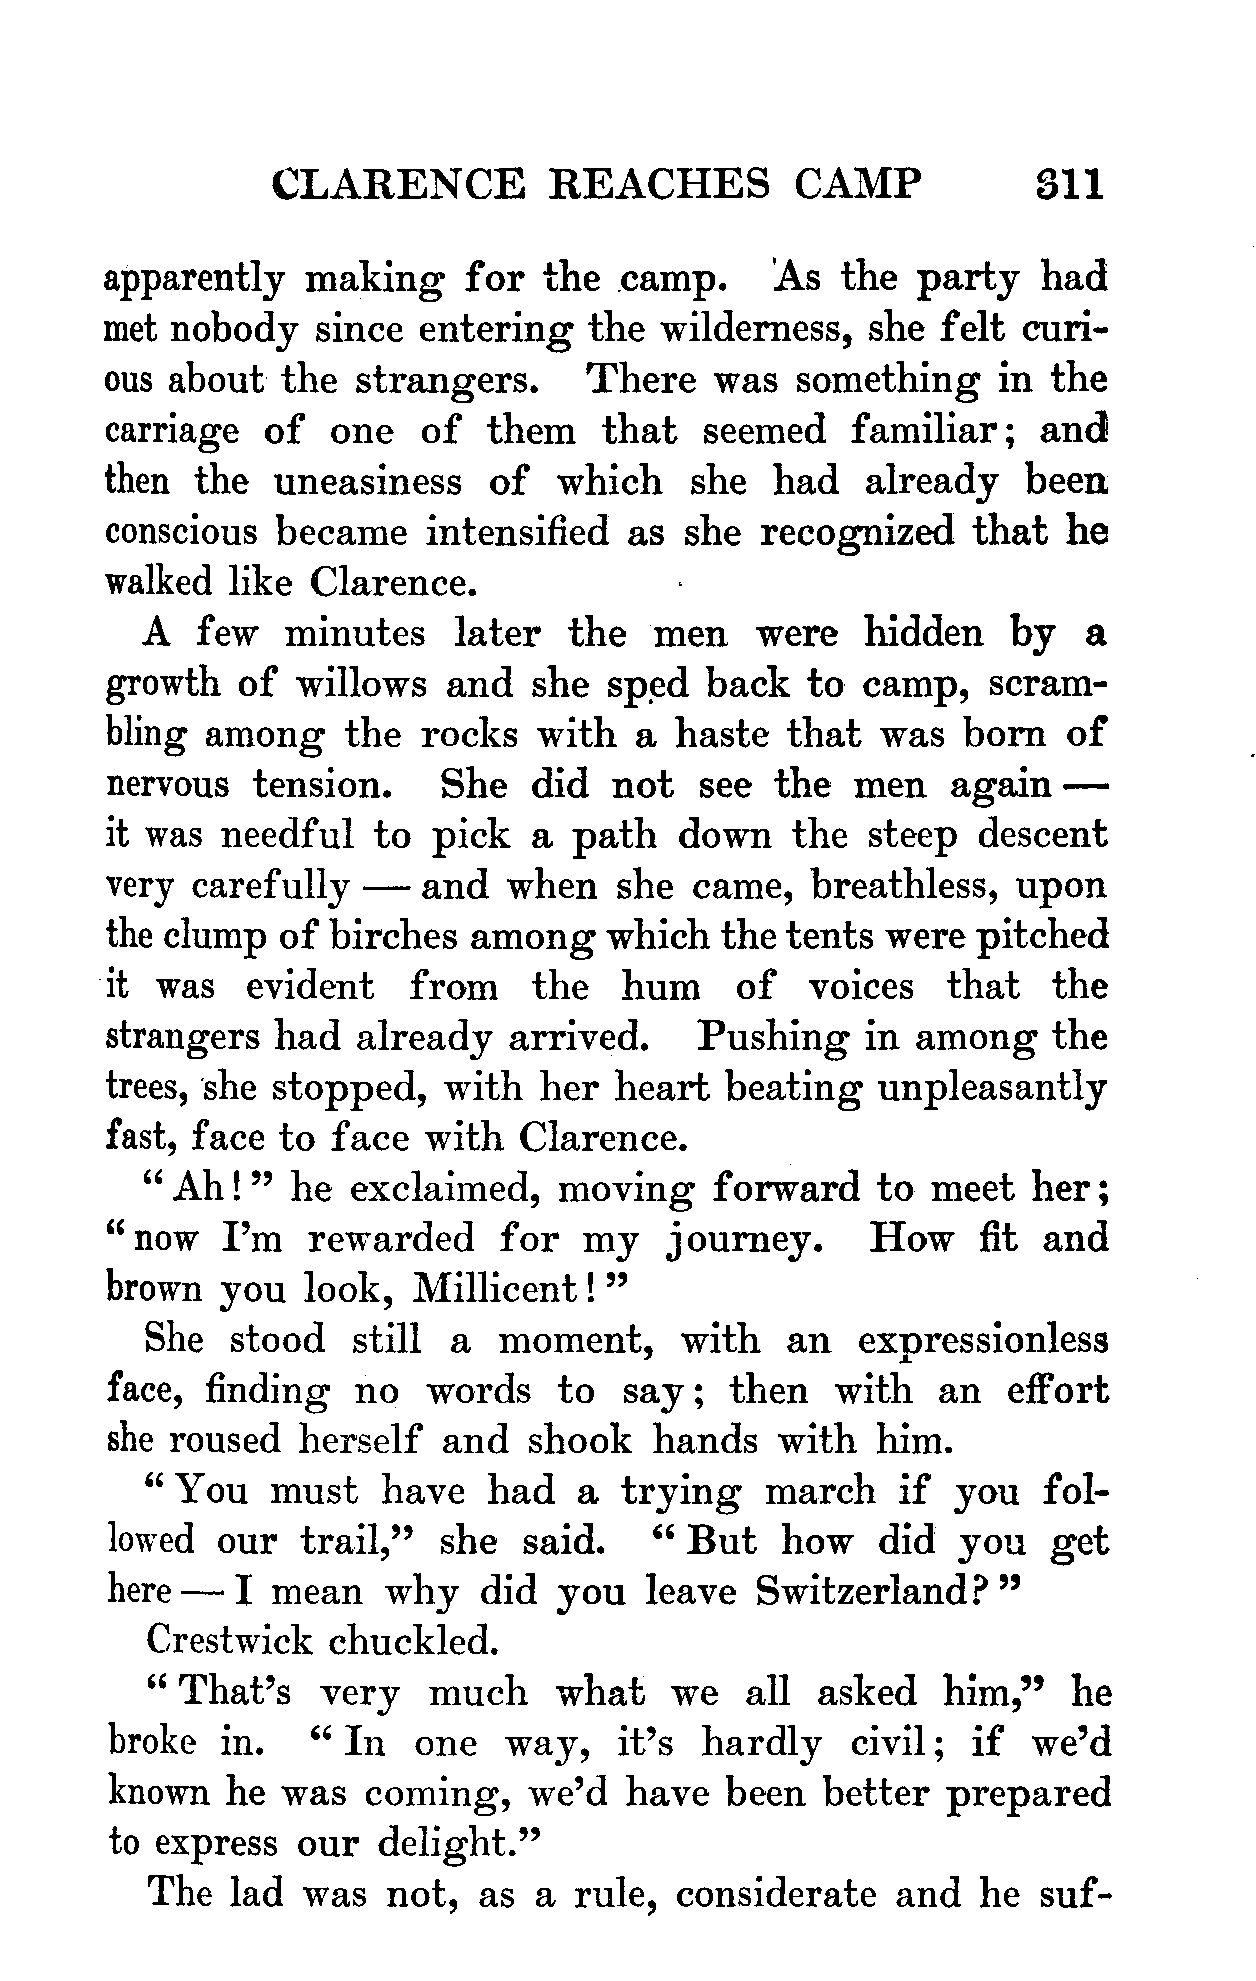 CLARENCE REACHES CAMP 311
apparently making for the camp. As the party had
met nobody since entering the wilderness, she felt curi-
ous about the strangers. There was something in the
carriage of one of them that seemed familiar; and
then the uneasiness of which she had already been
conscious became intensified as she recognized that he
walked like Clarence.
A few minutes later the men were hidden by a
growth of willows and she sped back to camp, scram-
bling among the rocks with a haste that was born of
nervous tension. She did not see the men again —
it was needful to pick a path down the steep descent
very carefully — and when she came, breathless, upon
the clump of birches among which the tents were pitched
it was evident from the hum of voices that the
strangers had already arrived. Pushing in among the
trees, she stopped, with her heart beating unpleasantly
fast, face to face with Clarence.
"Ah!" he exclaimed, moving forward to meet her;
"now I'm rewarded for my journey. How fit and
brown you look, Millicent!"
She stood still a moment, with an expressionless
face, finding no words to say; then with an effort
she roused herself and shook hands with him.
"You must have had a trying march if you fol-
lowed our trail," she said. "But how did you get
here — I mean why did you leave Switzerland?"
Crestwick chuckled.
"That's very much what we all asked him," he
broke in. "In one way, it's hardly civil; if we'd
known he was coming, we'd have been better prepared
to express our delight."
The lad was not, as a rule, considerate and he suf-